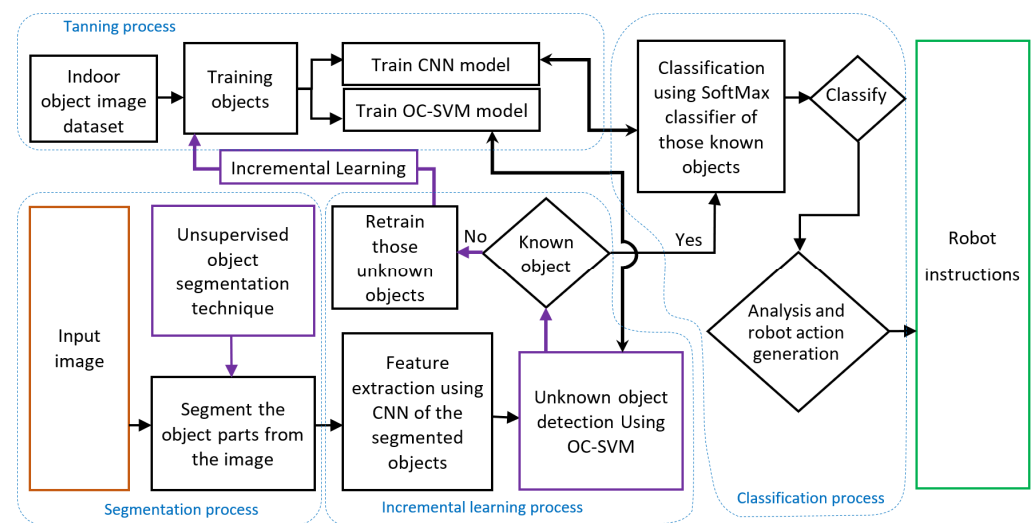 Tanning process
Indoor
object image
dataset
Training
objects
Train CNN model
Train OC-SVM model
Classification
using SoftMax
classifier of
those known
objects
Classify
Incremental Learning
Unsupervised
object
segmentation
technique
Retrain
those
unknown
objects
No
Known
object
Yes
Robot
instructions
Input
image
Analysis and
robot action
generation
Segment the
object parts from
the image
Feature
extraction using
CNN of the
segmented
objects
Unknown object
detection Using
OC-SVM
Segmentation process
Incremental learning process
Classification process